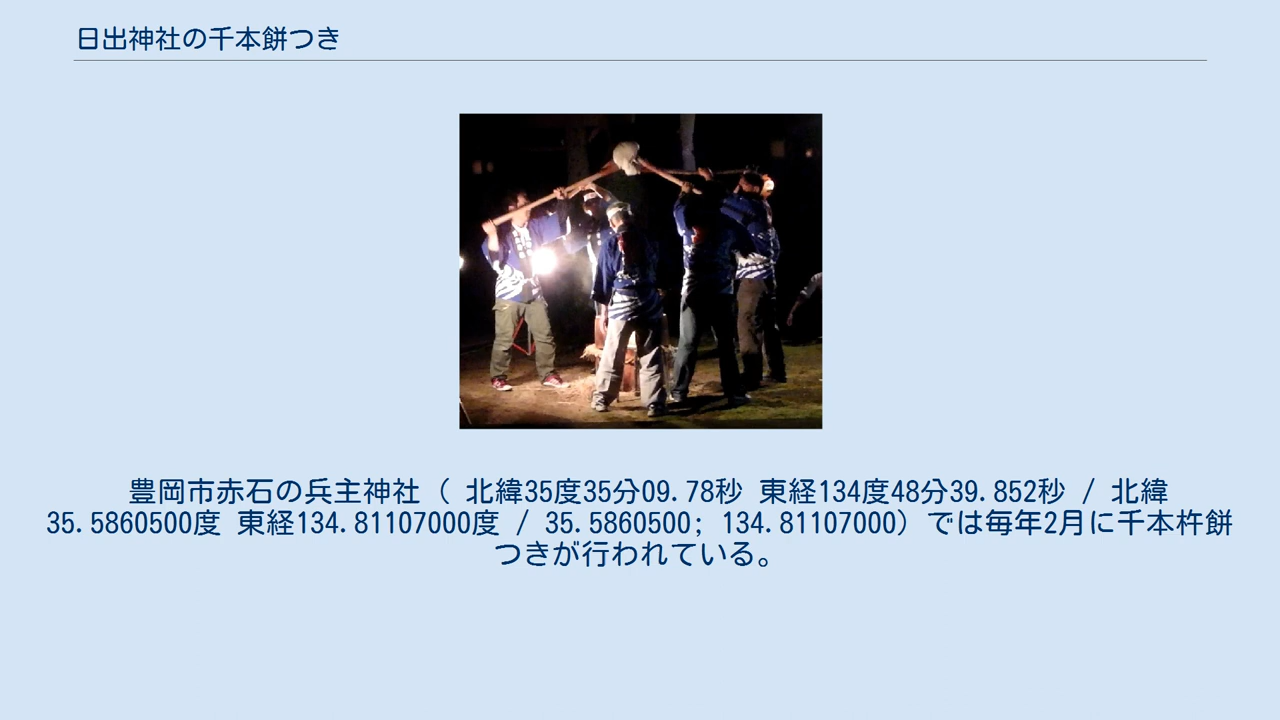 日出神社の千本餅つき
豊岡市赤石の兵主神社（ 北緯35度35分09.78秒 東経134度48分39.852秒 / 北緯
35.5860500度 東経134.81107000度 / 35.5860500; 134.81107000）では毎年2月に千本杵餅
つきが行われている。